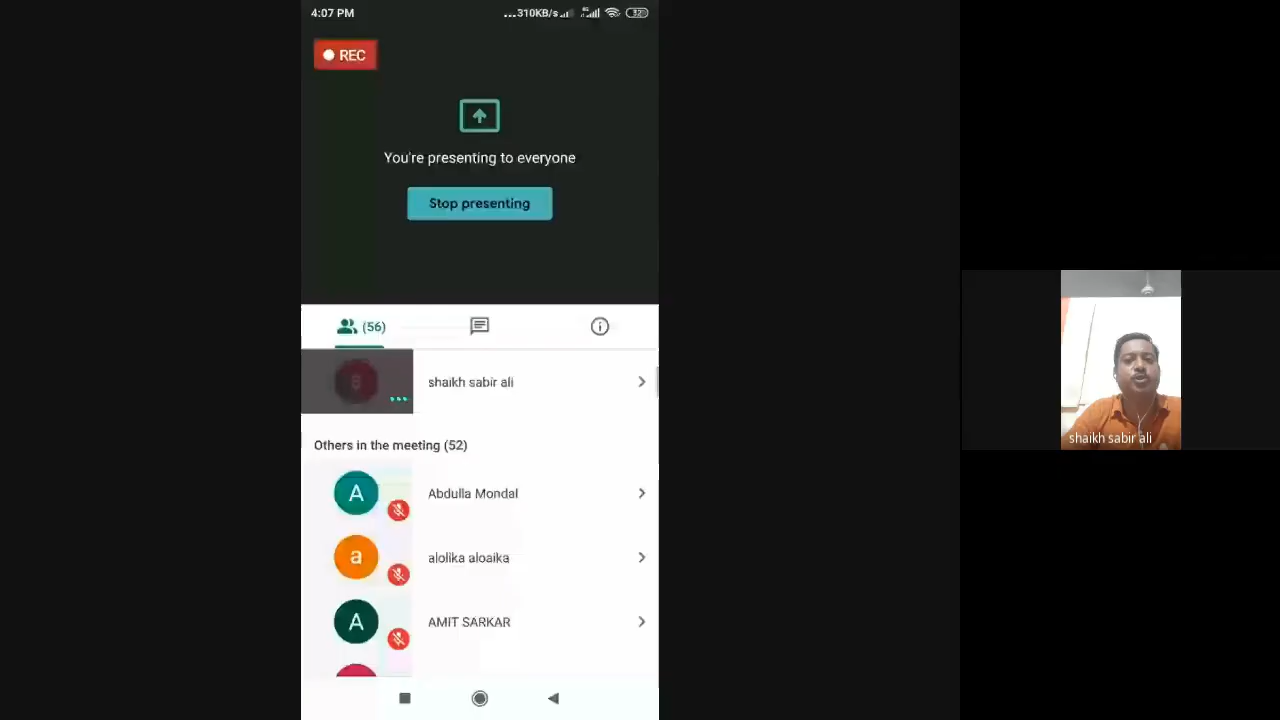 4:07 PM
...310KB/s
32
REC
You're presenting to everyone
Stop presenting
(56)
s
shaikh sabir ali
Others in the meeting (52)
A
Abdulla Mondal
a
alolika aloaika
A
AMIT SARKAR
shaikh sabir ali